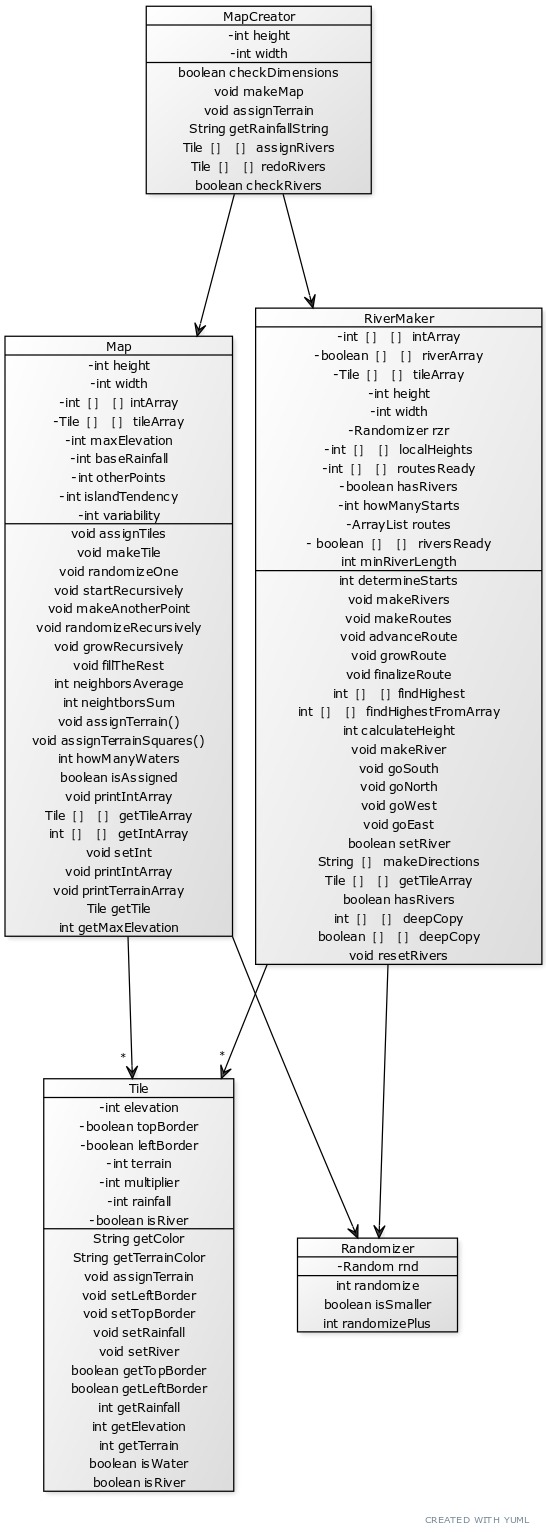 MapCreator
-int height
-int width
boolean checkDimensions
void makeMap
void assignTerrain
String getRainfallString
Tile [] [] assignRivers
Tile [] [] redoRivers
boolean checkRivers
Map
-int height
-int width
-int [] [] intArray
-Tile [] [] tileArray
-int maxElevation
-int baseRainfall
-int otherPoints
-int islandTendency
-int variability
void assignTiles
void makeTile
void randomizeOne
void startRecursively
void makeAnotherPoint
void randomizeRecursively
void growRecursively
void fillTheRest
int neighborsAverage
int neightborsSum
void assignTerrain()
void assignTerrainSquares()
int howManyWaters
boolean isAssigned
void printIntArray
Tile [] [] getTileArray
int [] [] getIntArray
void setInt
void printIntArray
void printTerrainArray
Tile getTile
int getMaxElevation
RiverMaker
-int [] [] intArray
-boolean [] [] riverArray
-Tile [] [] tileArray
-int height
-int width
-Randomizer rzr
-int [] [] localHeights
-int [] [] routesReady
-boolean hasRivers
-int howManyStarts
-ArrayList routes
- boolean [] [] riversReady
int minRiverLength
int determineStarts
void makeRivers
void makeRoutes
void advanceRoute
void growRoute
void finalizeRoute
int [] [] findHighest
int [] [] findHighestFromArray
int calculateHeight
void makeRiver
void goSouth
void goNorth
void goWest
void goEast
boolean setRiver
String [] makeDirections
Tile [] [] getTileArray
boolean hasRivers
int [] [] deepCopy
boolean [] [] deepCopy
void resetRivers
*
*
Tile
-int elevation
-boolean topBorder
-boolean leftBorder
-int terrain
-int multiplier
-int rainfall
-boolean isRiver
String getColor
String getTerrainColor
void assignTerrain
void setLeftBorder
void setTopBorder
void setRainfall
void setRiver
boolean getTopBorder
boolean getLeftBorder
int getRainfall
int getElevation
int getTerrain
boolean isWater
boolean isRiver
Randomizer
-Random rnd
int randomize
boolean isSmaller
int randomizePlus
CREATED WITH YUML